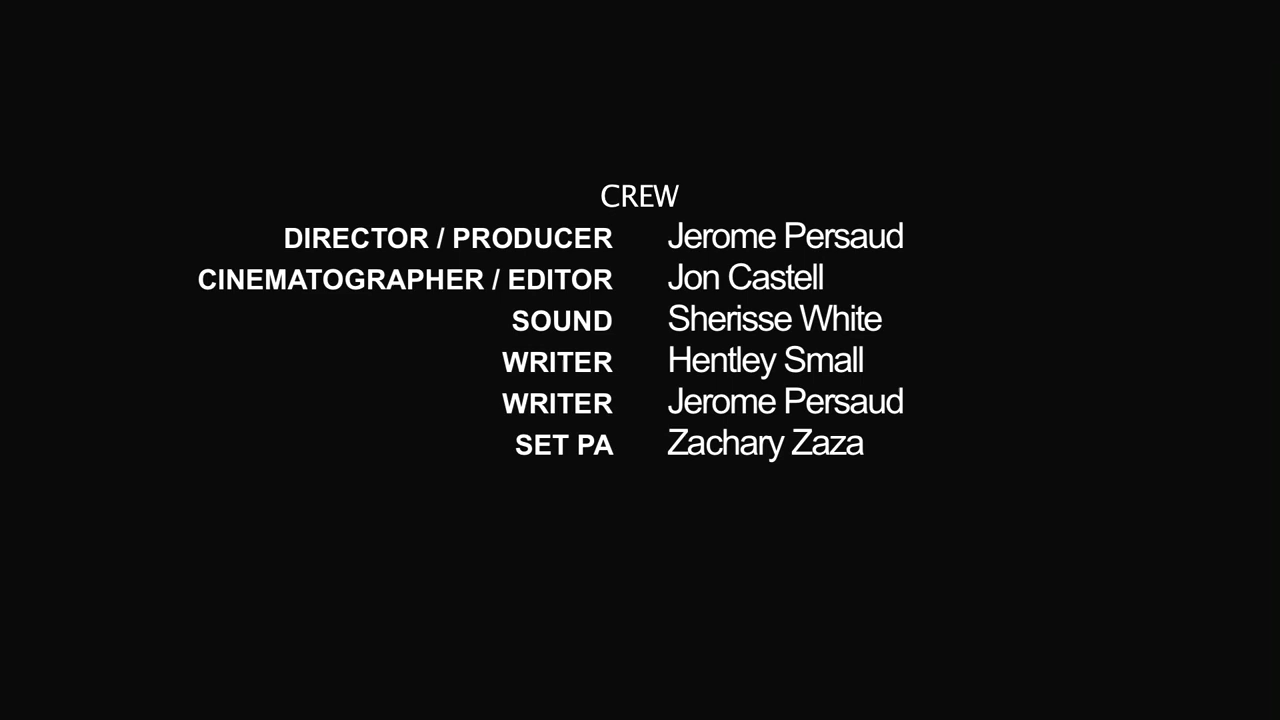 CREW
DIRECTOR / PRODUCER Jerome Persaud
CINEMATOGRAPHER / EDITOR Jon Castell
SOUND Sherisse White
WRITER Hentley Small
WRITER Jerome Persaud
SET PA Zachary Zaza